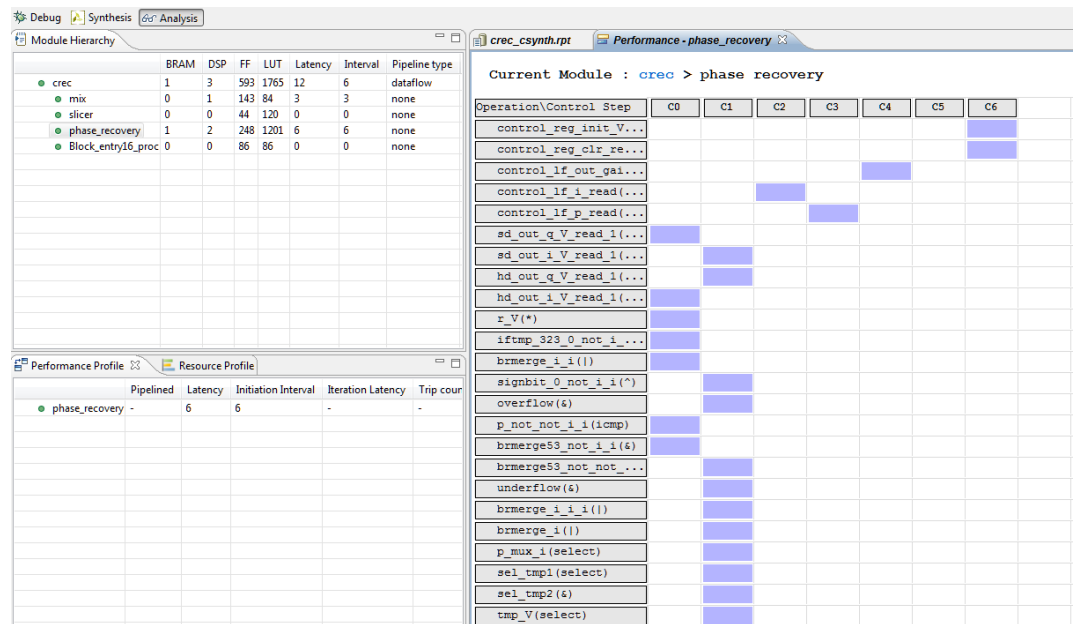 Debug Synthesis Analysis
Module Hierarchy
BRAM DSP FF LUT Latency Interval Pipeline type
crec 1 3 593 1765 12 6 dataflow
mix 0 1 143 84 3 3 none
slicer 0 0 44 120 0 0 none
phase_recovery 1 2 248 1201 6 6 none
Block_entry16_proc 0 0 86 86 0 0 none
Performance Profile Resource Profile
Pipelined Latency Initiation Interval Iteration Latency Trip coun
phase_recovery - 6 6 - -
crec_csynth.rpt Performance - phase_recovery
Current Module : crec > phase recovery
Operation\Control Step C0 C1 C2 C3 C4 C5 C6
control_reg_init_V...
control_reg_clr_re...
control_lf_out_gai...
control_lf_i_read(...
control_lf_p_read(...
sd_out_q_V_read_1(...
sd_out_i_V_read_1(...
hd_out_q_V_read_1(...
hd_out_i_V_read_1(...
r_V(*)
iftmp_323_0_not_i_...
brmerge_i_i(|)
signbit_0_not_i_i(^)
overflow(&)
p_not_not_i_i(icmp)
brmerge53_not_i_i(&)
brmerge53_not_not_...
underflow(&)
brmerge_i_i_i(|)
brmerge_i(|)
p_mux_i(select)
sel_tmp1(select)
sel_tmp2(&)
tmp_V(select)